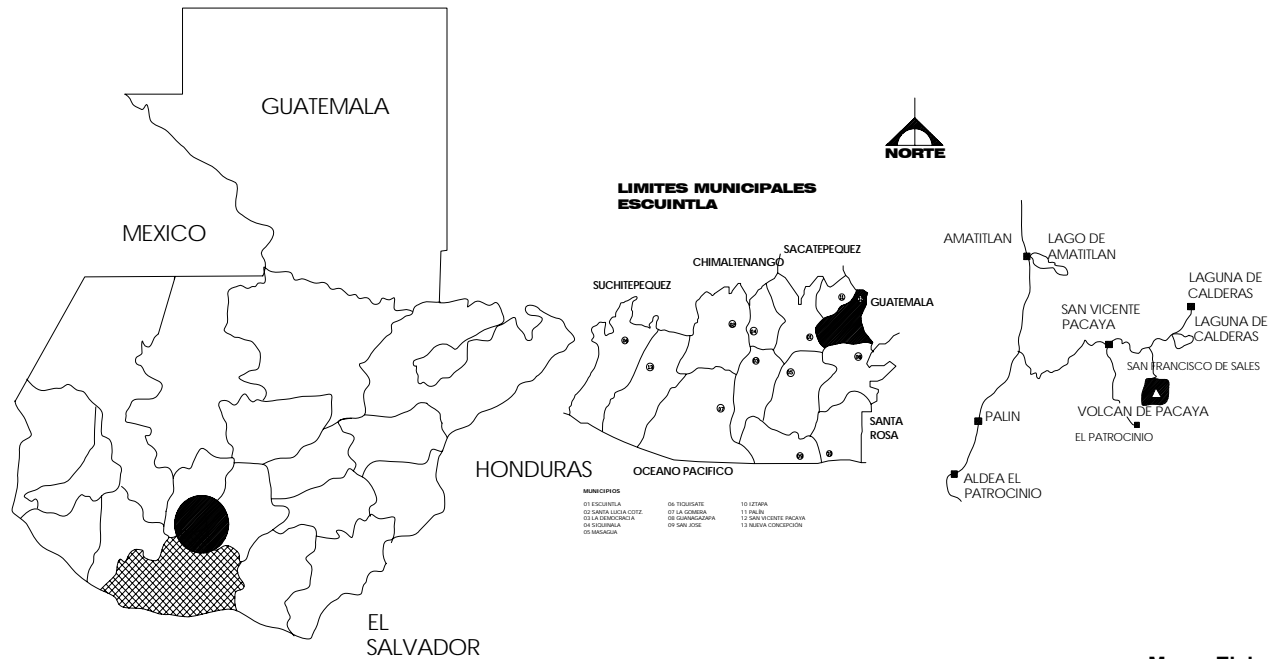 GUATEMALA
MEXICO
HONDURAS
EL
SALVADOR
NORTE
LIMITES MUNICIPALES
ESCUINTLA
SACATEPEQUEZ
CHIMALTENANGO
SUCHITEPEQUEZ
GUATEMALA
SANTA
ROSA
OCEANO PACIFICO
MUNICIPIOS
01 ESCUINTLA
02 SANTA LUCIA COTZ.
03 LA DEMOCRACIA
04 SIQUINALA
05 MASAGUA
06 TIQUISATE
07 LA GOMERA
08 GUANAGAZAPA
09 SAN JOSE
10 IZTAPA
11 PALÍN
12 SAN VICENTE PACAYA
13 NUEVA CONCEPCIÓN
AMATITLAN
LAGO DE
AMATITLAN
LAGUNA DE
CALDERAS
SAN VICENTE
PACAYA
LAGUNA DE
CALDERAS
SAN FRANCISCO DE SALES
VOLCAN DE PACAYA
EL PATROCINIO
PALIN
ALDEA EL
PATROCINIO